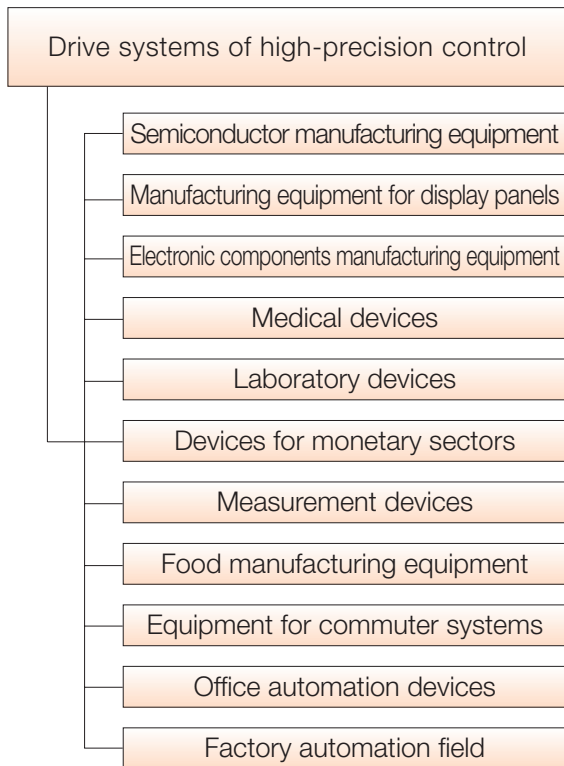 Drive systems of high-precision control
Semiconductor manufacturing equipment
Manufacturing equipment for display panels
Electronic components manufacturing equipment
Medical devices
Laboratory devices
Devices for monetary sectors
Measurement devices
Food manufacturing equipment
Equipment for commuter systems
Office automation devices
Factory automation field